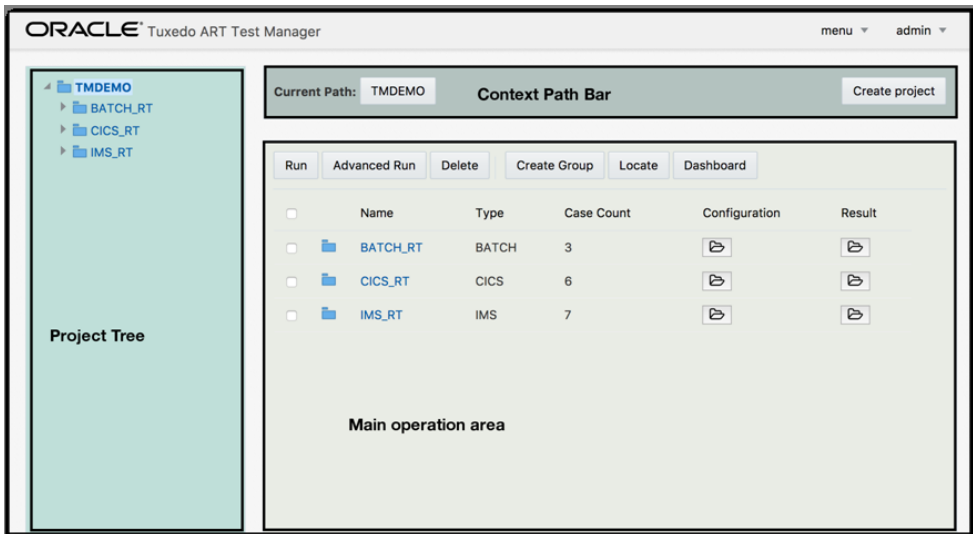 ORACLE® Tuxedo ART Test Manager
menu admin
TMDEMO
BATCH_RT
CICS_RT
IMS_RT
Project Tree
Current Path: TMDEMO Context Path Bar Create project
Run Advanced Run Delete Create Group Locate Dashboard
Name Type Case Count Configuration Result
BATCH_RT BATCH 3
CICS_RT CICS 6
IMS_RT IMS 7
Main operation area